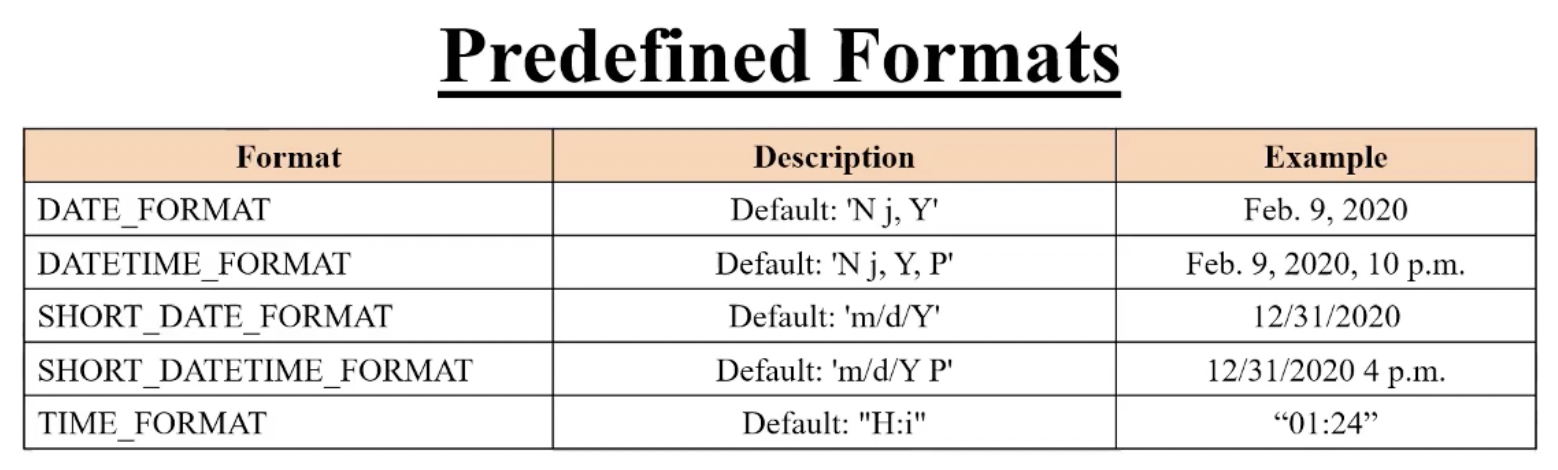 Predefined Formats
Format Description Example
DATE_FORMAT Default: 'N j, Y' Feb. 9, 2020
DATETIME_FORMAT Default: 'N j, Y, P' Feb. 9, 2020, 10 p.m.
SHORT_DATE_FORMAT Default: 'm/d/Y' 12/31/2020
SHORT_DATETIME_FORMAT Default: 'm/d/Y P' 12/31/2020 4 p.m.
TIME_FORMAT Default: "H:i" “01:24”